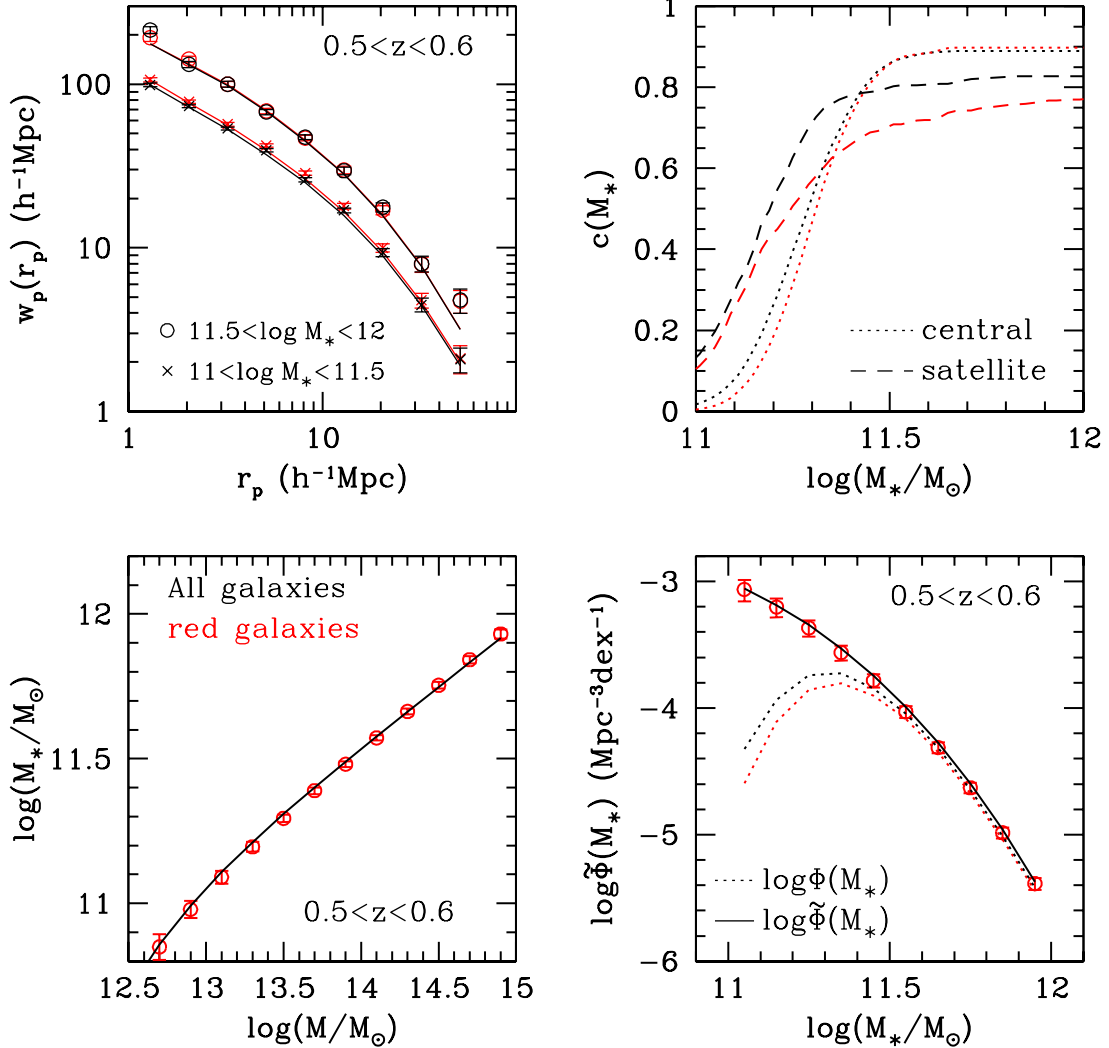 0.5<z<0.6
100
10
1
w_p(r_p) (h⁻¹Mpc)
11.5<log M_*<12
11<log M_*<11.5
1
10
r_p (h⁻¹Mpc)
1
0.8
0.6
0.4
0.2
0
c(M_*)
central
satellite
11
11.5
12
log(M_*/M_⊙)
All galaxies
red galaxies
12
11.5
11
log(M_*/M_⊙)
0.5<z<0.6
12.5
13
13.5
14
14.5
15
log(M/M_⊙)
0.5<z<0.6
−3
−4
−5
−6
logΦ̃(M_*) (Mpc⁻³dex⁻¹)
logΦ(M_*)
logΦ̃(M_*)
11
11.5
12
log(M_*/M_⊙)